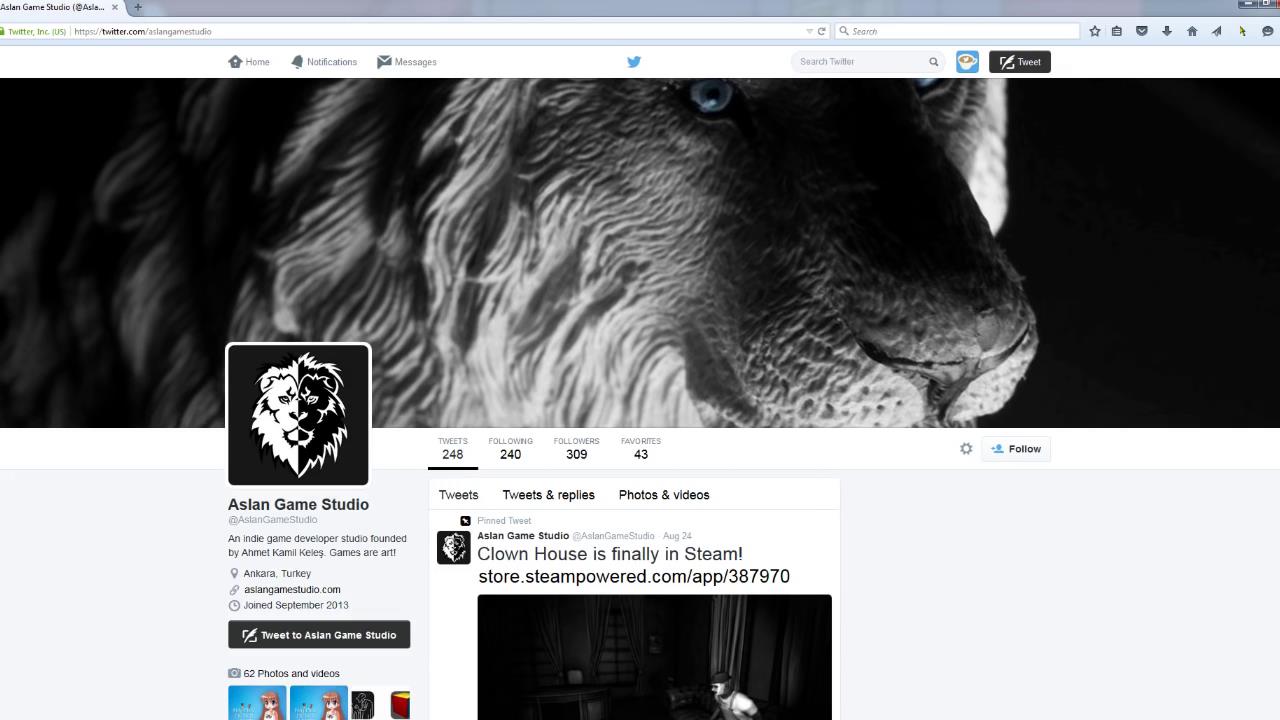 Aslan Game Studio (@Asla...
Twitter, Inc. (US)
https://twitter.com/aslangamestudio
Search
Home
Notifications
Messages
Search Twitter
Tweet
TWEETS
248
FOLLOWING
240
FOLLOWERS
309
FAVORITES
43
Follow
Aslan Game Studio
@AslanGameStudio
An indie game developer studio founded
by Ahmet Kamil Keleş. Games are art!
Ankara, Turkey
aslangamestudio.com
Joined September 2013
Tweet to Aslan Game Studio
62 Photos and videos
Tweets
Tweets & replies
Photos & videos
Pinned Tweet
Aslan Game Studio @AslanGameStudio · Aug 24
Clown House is finally in Steam!
store.steampowered.com/app/387970